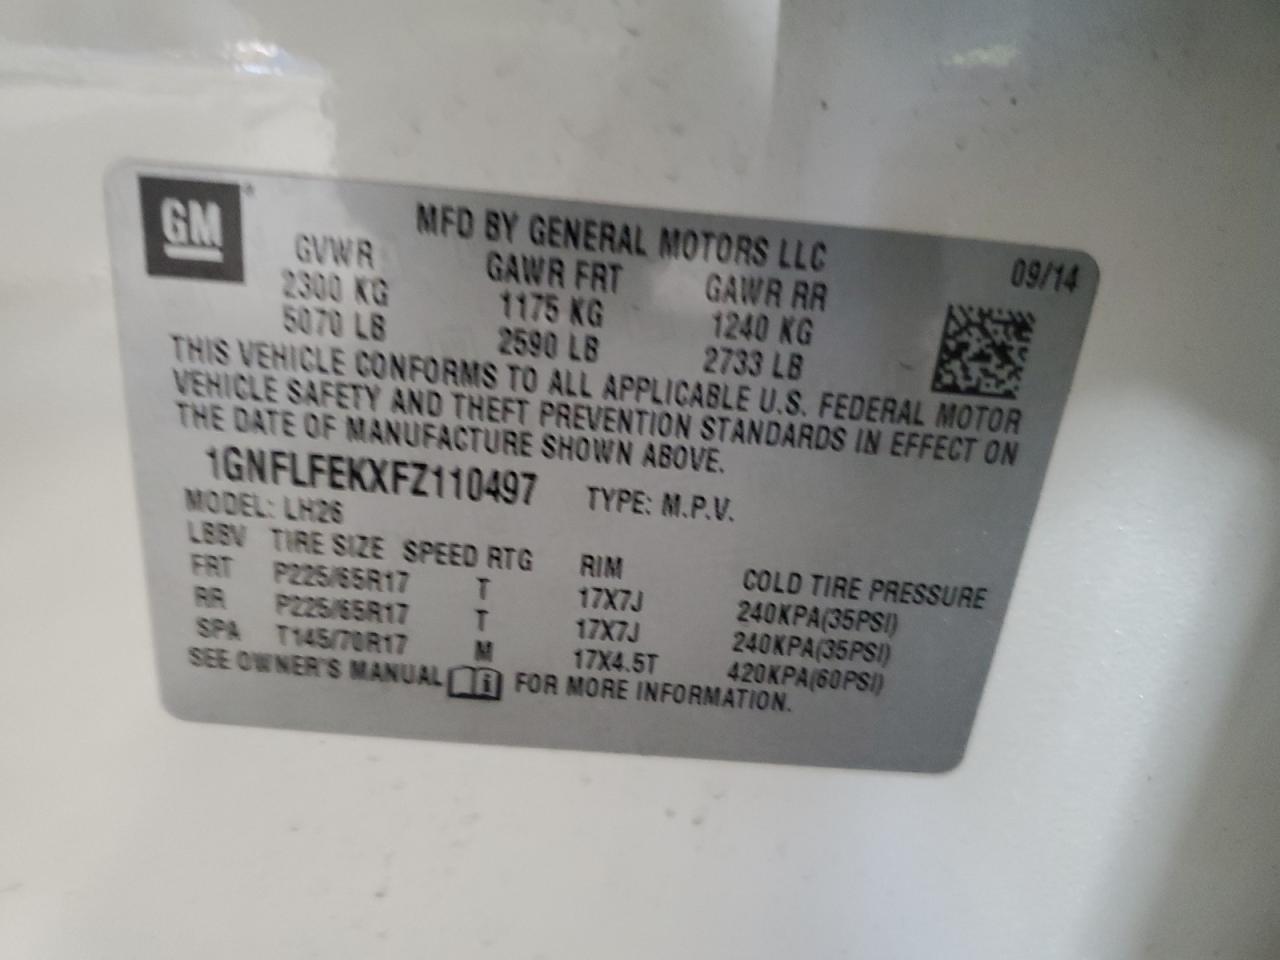 GM
MFD BY GENERAL MOTORS LLC
09/14
GVWR GAWR FRT GAWR RR
2300 KG 1175 KG 1240 KG
5070 LB 2590 LB 2733 LB
THIS VEHICLE CONFORMS TO ALL APPLICABLE U.S. FEDERAL MOTOR
VEHICLE SAFETY AND THEFT PREVENTION STANDARDS IN EFFECT ON
THE DATE OF MANUFACTURE SHOWN ABOVE.
1GNFLFEKXFZ110497 TYPE: M.P.V.
MODEL: LH26
LBBV TIRE SIZE SPEED RTG RIM COLD TIRE PRESSURE
FRT P225/65R17 T 17X7J 240KPA(35PSI)
RR P225/65R17 T 17X7J 240KPA(35PSI)
SPA T145/70R17 M 17X4.5T 420KPA(60PSI)
SEE OWNER'S MANUAL i FOR MORE INFORMATION.